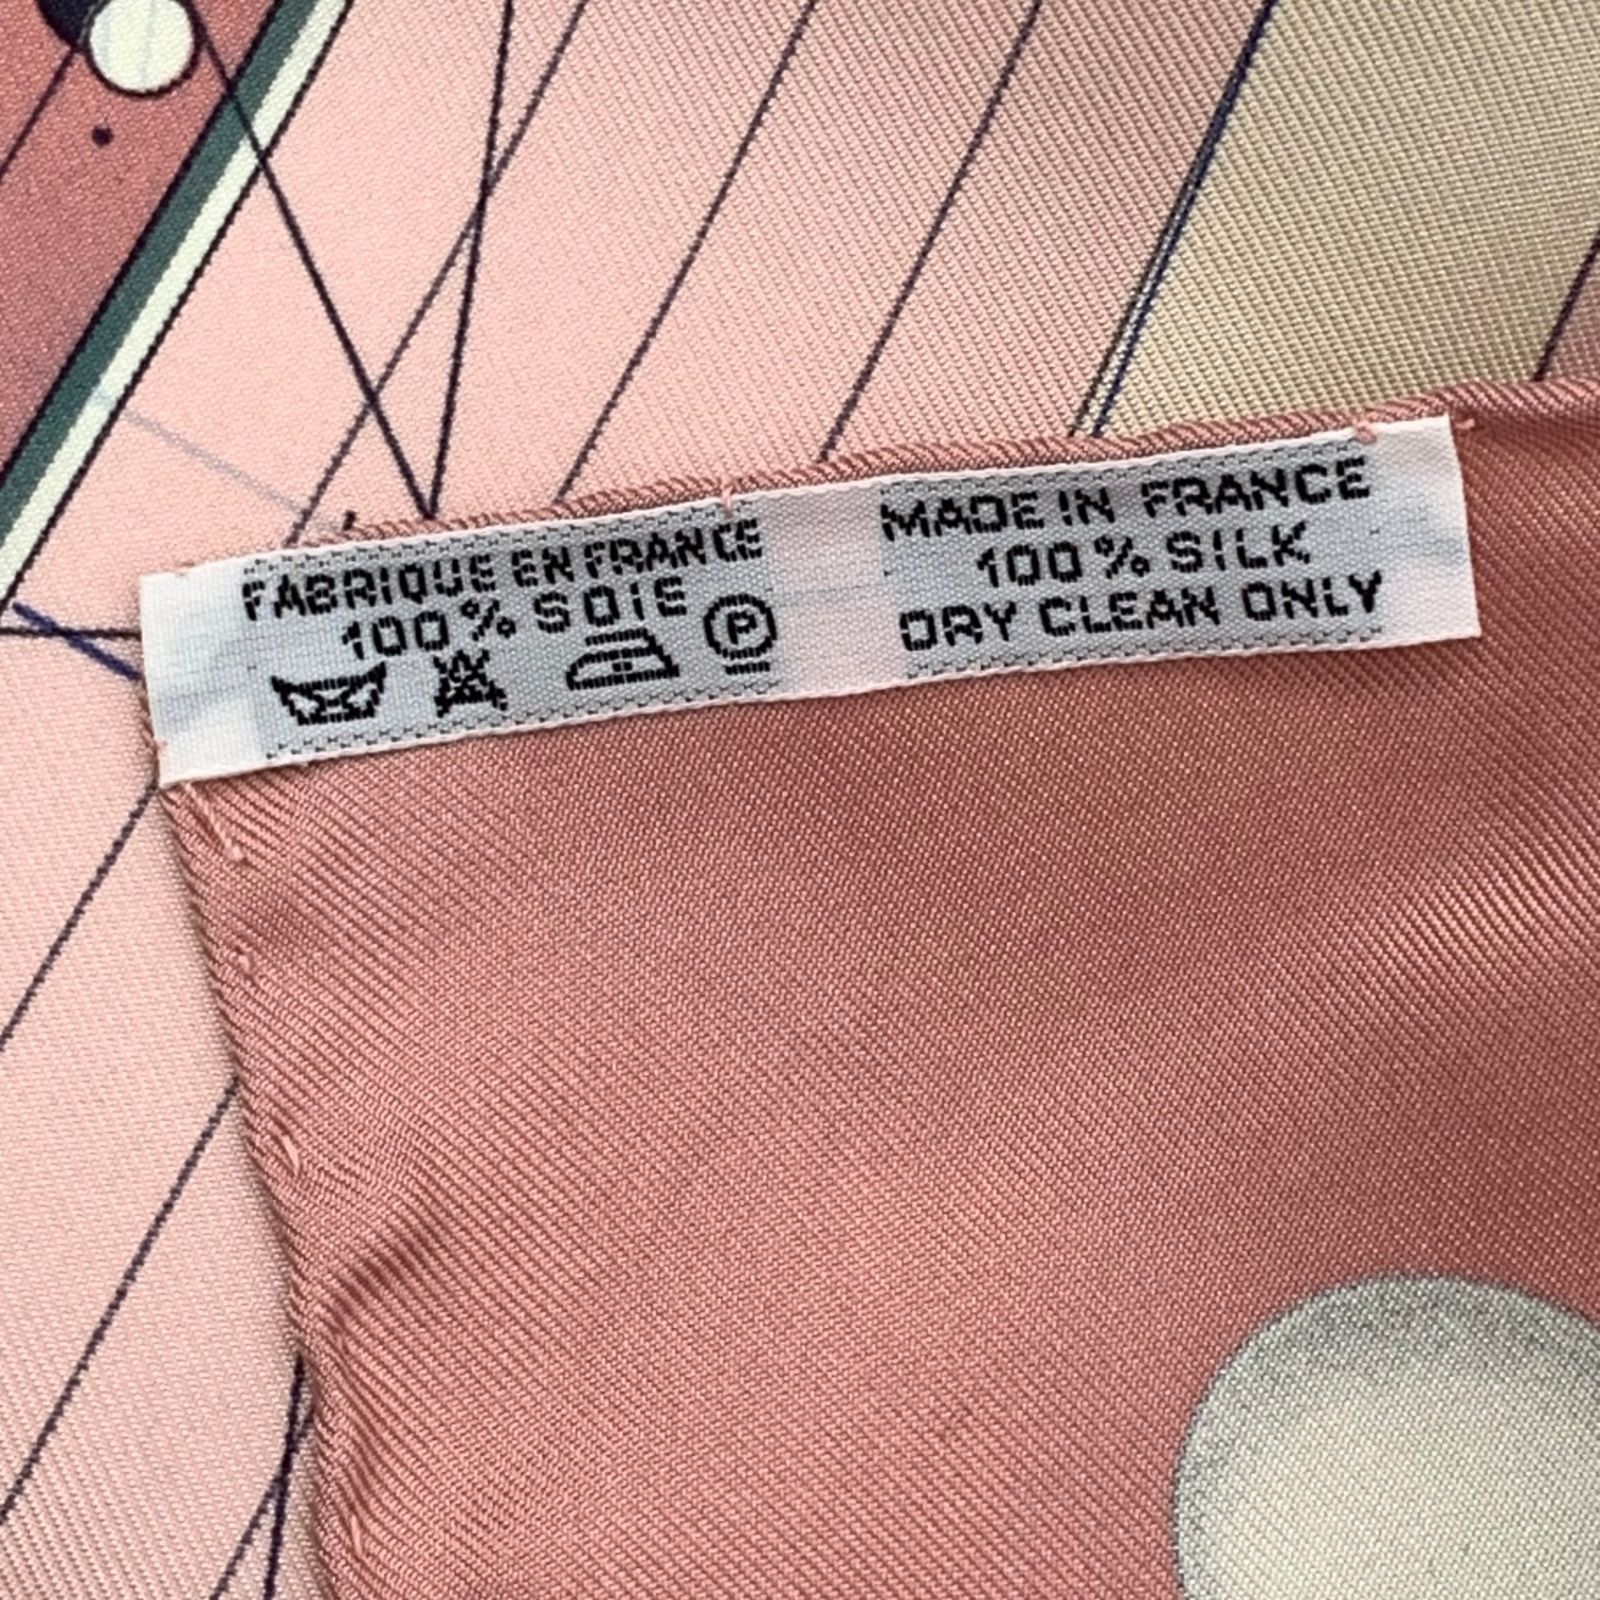 FABRIQUE EN FRANCE
100% SOIE
P
MADE IN FRANCE
100% SILK
DRY CLEAN ONLY